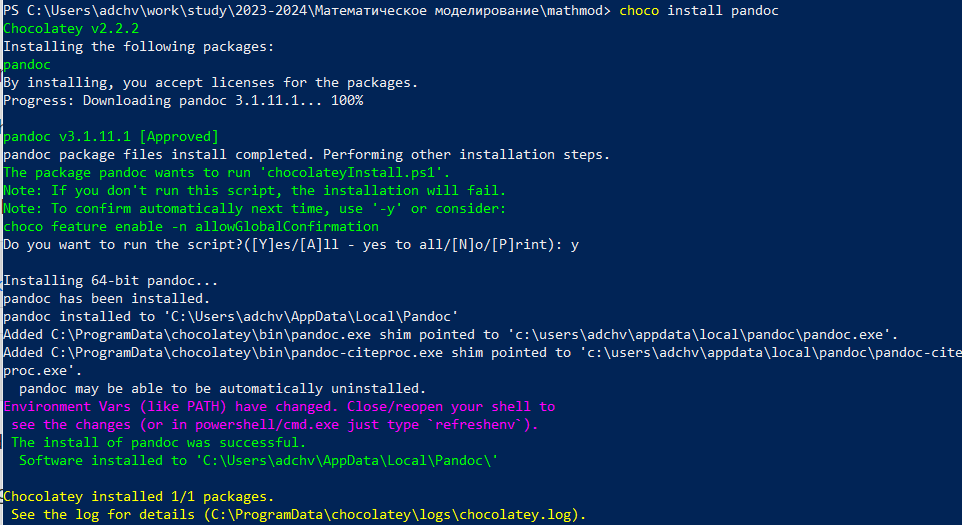 PS C:\Users\adchv\work\study\2023-2024\Математическое моделирование\mathmod> choco install pandoc
Chocolatey v2.2.2
Installing the following packages:
pandoc
By installing, you accept licenses for the packages.
Progress: Downloading pandoc 3.1.11.1... 100%
pandoc v3.1.11.1 [Approved]
pandoc package files install completed. Performing other installation steps.
The package pandoc wants to run 'chocolateyInstall.ps1'.
Note: If you don't run this script, the installation will fail.
Note: To confirm automatically next time, use '-y' or consider:
choco feature enable -n allowGlobalConfirmation
Do you want to run the script?([Y]es/[A]ll - yes to all/[N]o/[P]rint): y
Installing 64-bit pandoc...
pandoc has been installed.
pandoc installed to 'C:\Users\adchv\AppData\Local\Pandoc'
Added C:\ProgramData\chocolatey\bin\pandoc.exe shim pointed to 'c:\users\adchv\appdata\local\pandoc\pandoc.exe'.
Added C:\ProgramData\chocolatey\bin\pandoc-citeproc.exe shim pointed to 'c:\users\adchv\appdata\local\pandoc\pandoc-cite
proc.exe'.
pandoc may be able to be automatically uninstalled.
Environment Vars (like PATH) have changed. Close/reopen your shell to
see the changes (or in powershell/cmd.exe just type `refreshenv`).
The install of pandoc was successful.
Software installed to 'C:\Users\adchv\AppData\Local\Pandoc\'
Chocolatey installed 1/1 packages.
See the log for details (C:\ProgramData\chocolatey\logs\chocolatey.log).